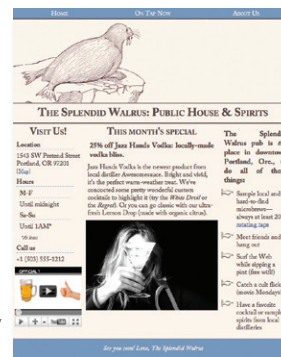 Home On Tap Now About Us
The Splendid Walrus: Public House & Spirits
Visit Us!
Location
1543 SW Pretend Street
Portland, OR 97201
[Map]
Hours
M-F
Until midnight
Sa-Su
Until 1AM*
Call us
+1 (503) 555-1212
This month's special
25% off Jazz Hands Vodka: locally-made
vodka bliss.
Jazz Hands Vodka is the newest product from
local distiller Awesomesauce. Bright and vivid,
it's the perfect warm-weather treat. We've
concocted some pretty wonderful custom
cocktails to highlight it (try the White Devil or
the Regret). Or you can go classic with our ultra-
fresh Lemon Drop (made with organic citrus).
The Splendid
Walrus pub is
place in downtown
Portland, Ore.,
do all of the
things:
Sample local and
hard-to-find
microbrews—
always at least 20
rotating taps
Meet friends and
hang out
Surf the Web
while sipping a
pint (free wifi)
Catch a cult flick
(movie Mondays)
Have a favorite
cocktail or sample
spirits from local
distilleries
See you soon! Love, The Splendid Walrus